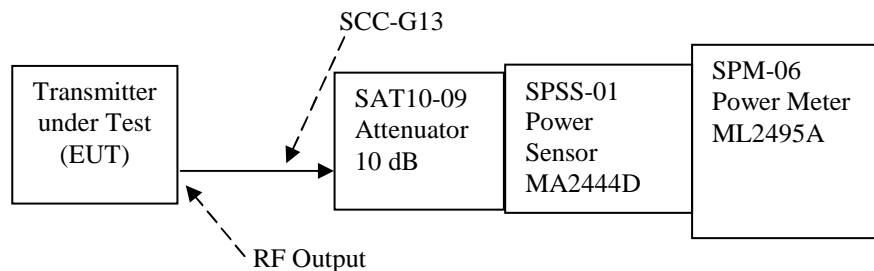 SCC-G13
Transmitter
under Test
(EUT)
SAT10-09
Attenuator
10 dB
SPSS-01
Power
Sensor
MA2444D
SPM-06
Power Meter
ML2495A
RF Output